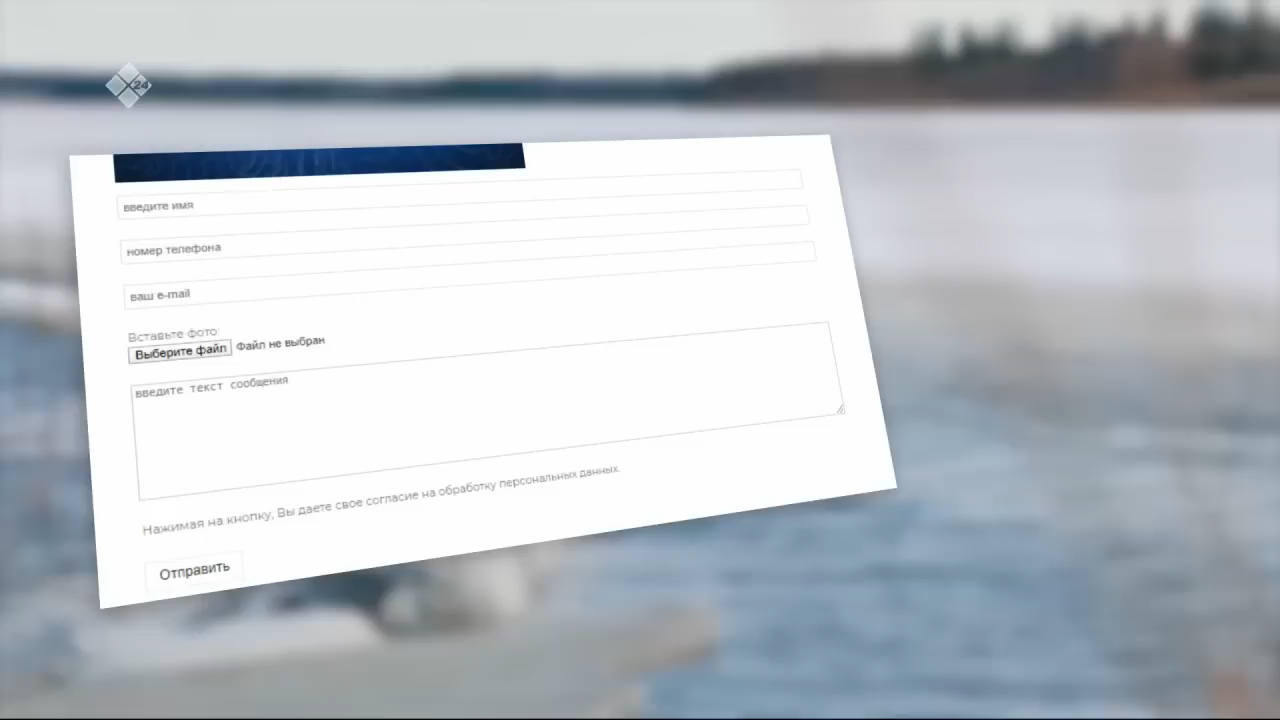 x24
введите имя
номер телефона
ваш e-mail
Вставьте фото:
Выберите файл Файл не выбран
введите текст сообщения
Нажимая на кнопку, Вы даете свое согласие на обработку персональных данных.
Отправить